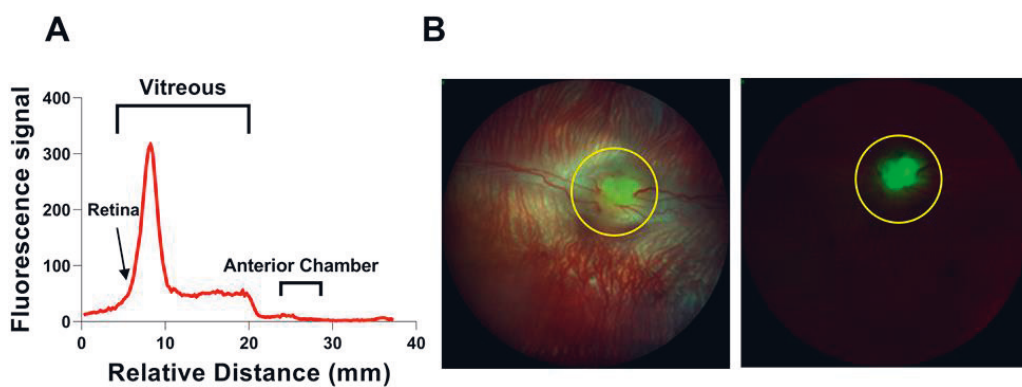 A
B
Vitreous
Retina
Anterior Chamber
Fluorescence signal
400
300
200
100
0
0
10
20
30
40
Relative Distance (mm)